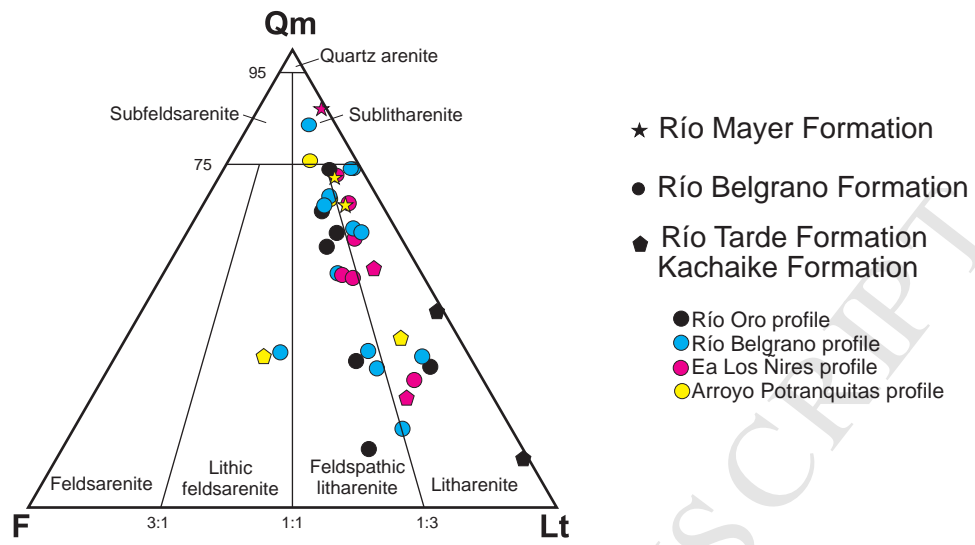 Qm
Quartz arenite
95
Subfeldsarenite
Sublitharenite
75
Feldsarenite
Lithic
feldsarenite
Feldspathic
litharenite
Litharenite
F
3:1
1:1
1:3
Lt
Río Mayer Formation
Río Belgrano Formation
Río Tarde Formation
Kachaike Formation
Río Oro profile
Río Belgrano profile
Ea Los Ñires profile
Arroyo Potranquitas profile
SCRIPT